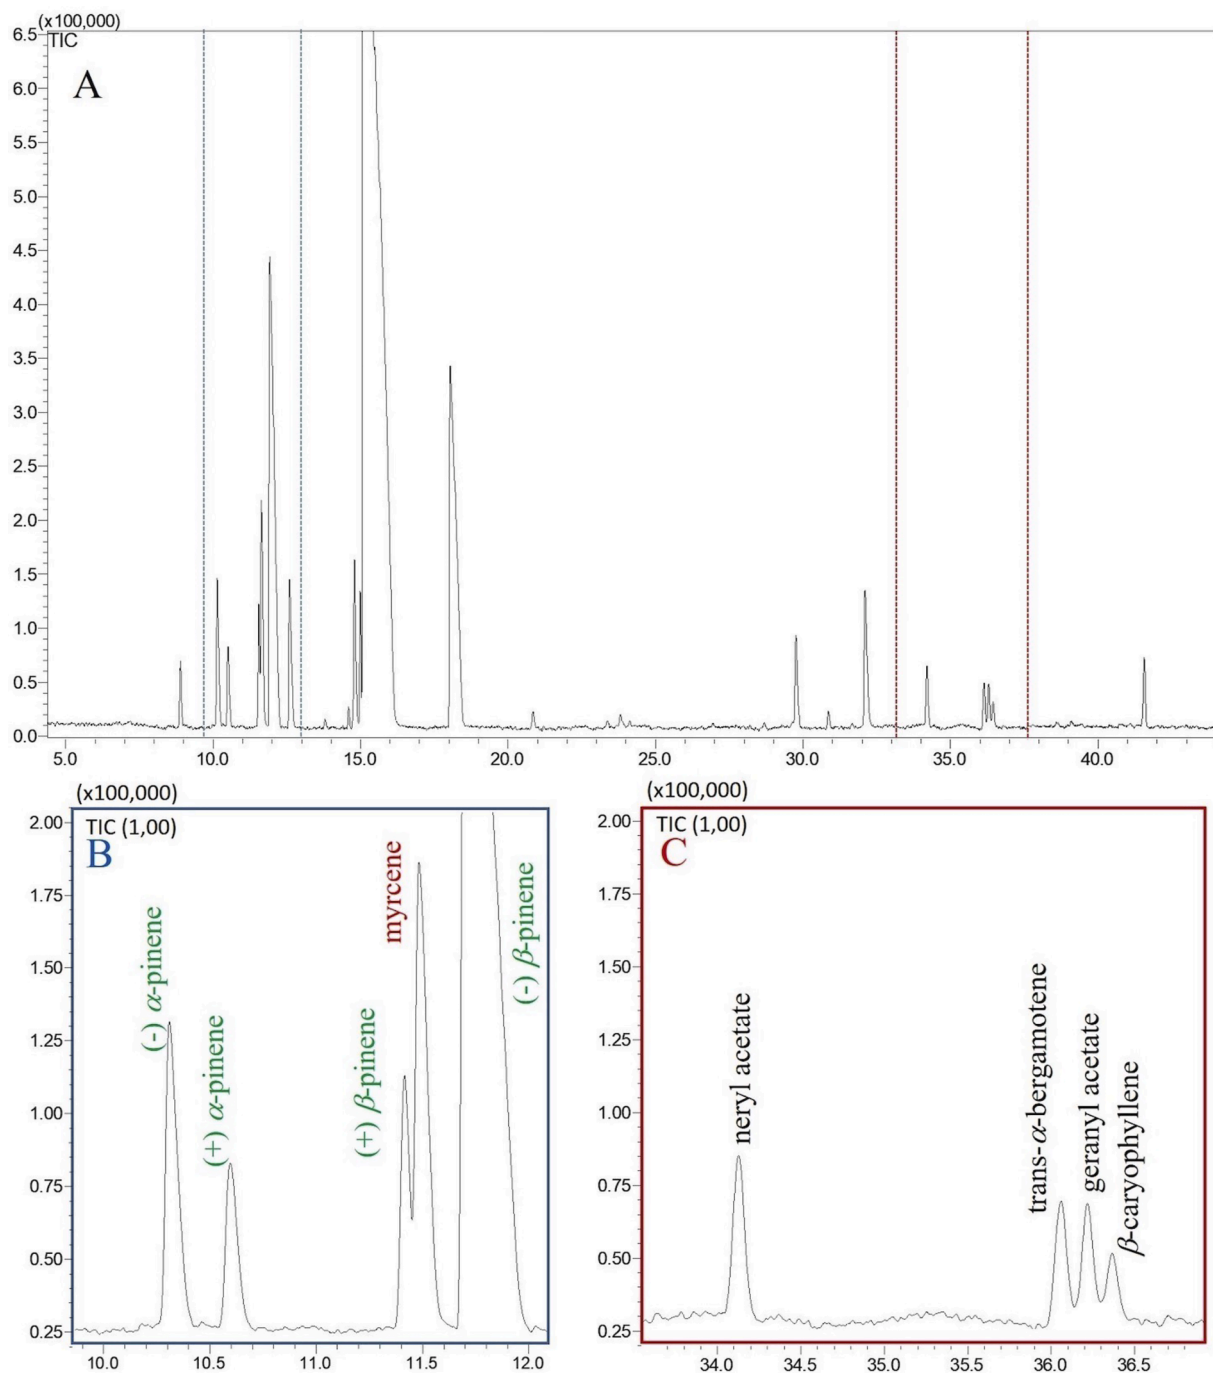 (x100,000)
TIC
A
6.5
6.0
5.5
5.0
4.5
4.0
3.5
3.0
2.5
2.0
1.5
1.0
0.5
0.0
5.0 10.0 15.0 20.0 25.0 30.0 35.0 40.0
(x100,000)
TIC (1,00)
B
2.00
1.75
1.50
1.25
1.00
0.75
0.50
0.25
(-) α-pinene
(+) α-pinene
(+) β-pinene
myrcene
(-) β-pinene
10.0 10.5 11.0 11.5 12.0
(x100,000)
TIC (1,00)
C
2.00
1.75
1.50
1.25
1.00
0.75
0.50
0.25
neryl acetate
trans-α-bergamotene
geranyl acetate
β-caryophyllene
34.0 34.5 35.0 35.5 36.0 36.5